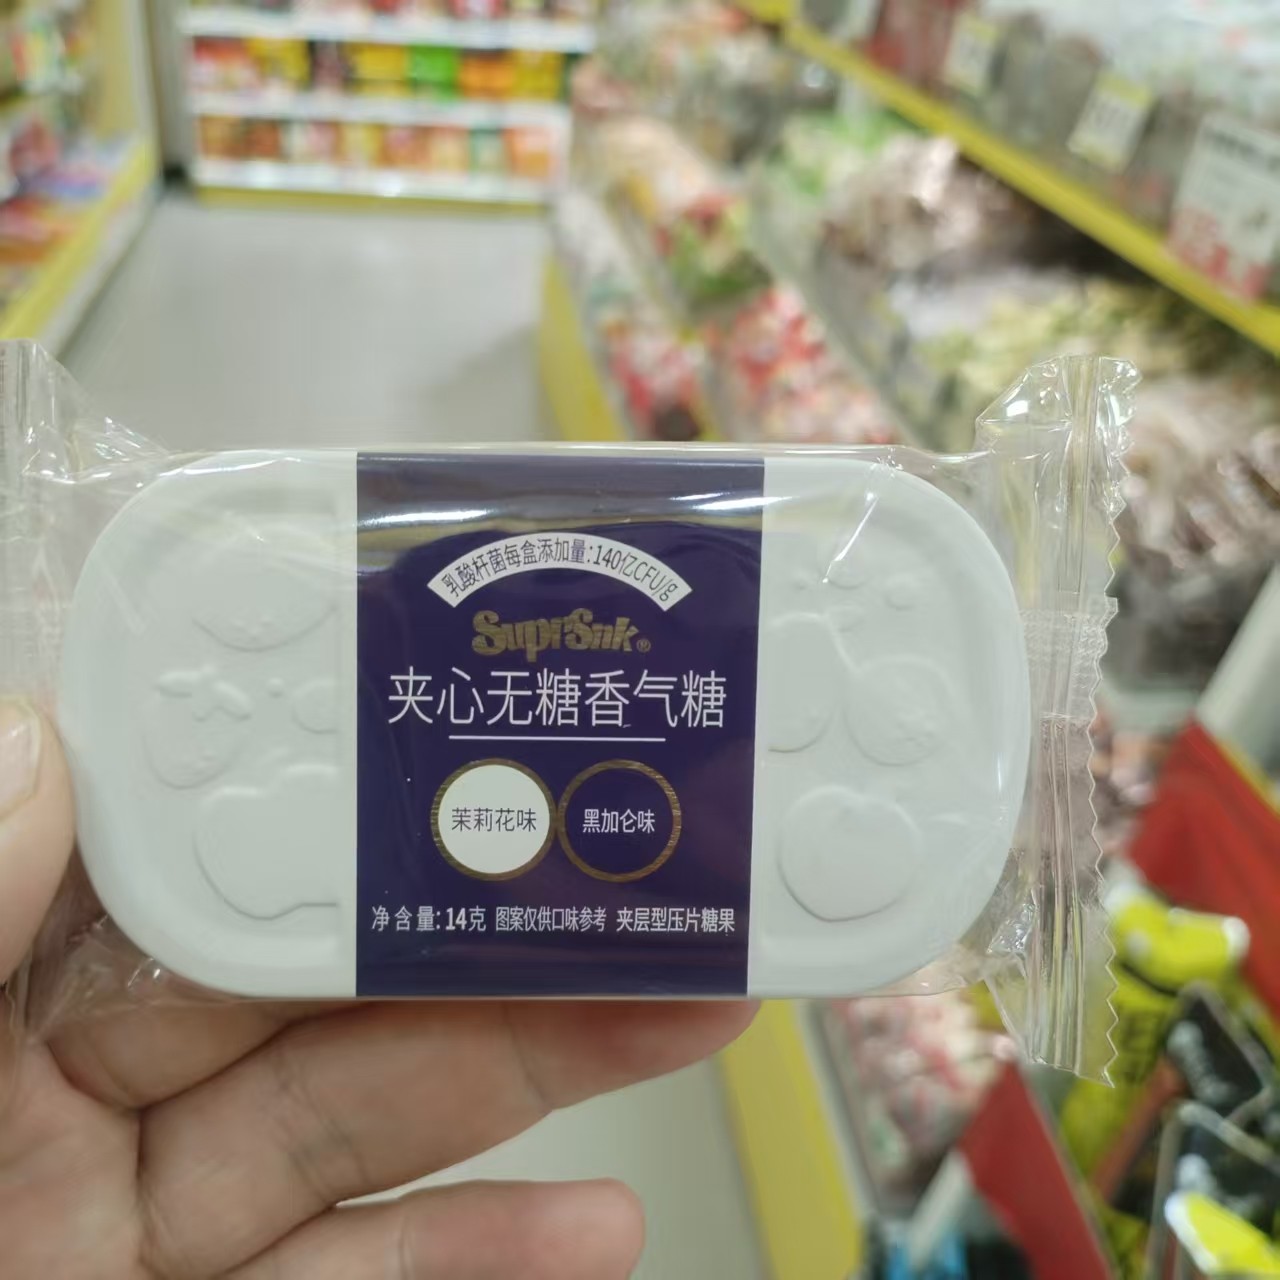 乳酸杆菌每盒添加量:140亿CFU/g
SuprSnk®
夹心无糖香气糖
茉莉花味
黑加仑味
净含量:14克 图案仅供口味参考 夹层型压片糖果